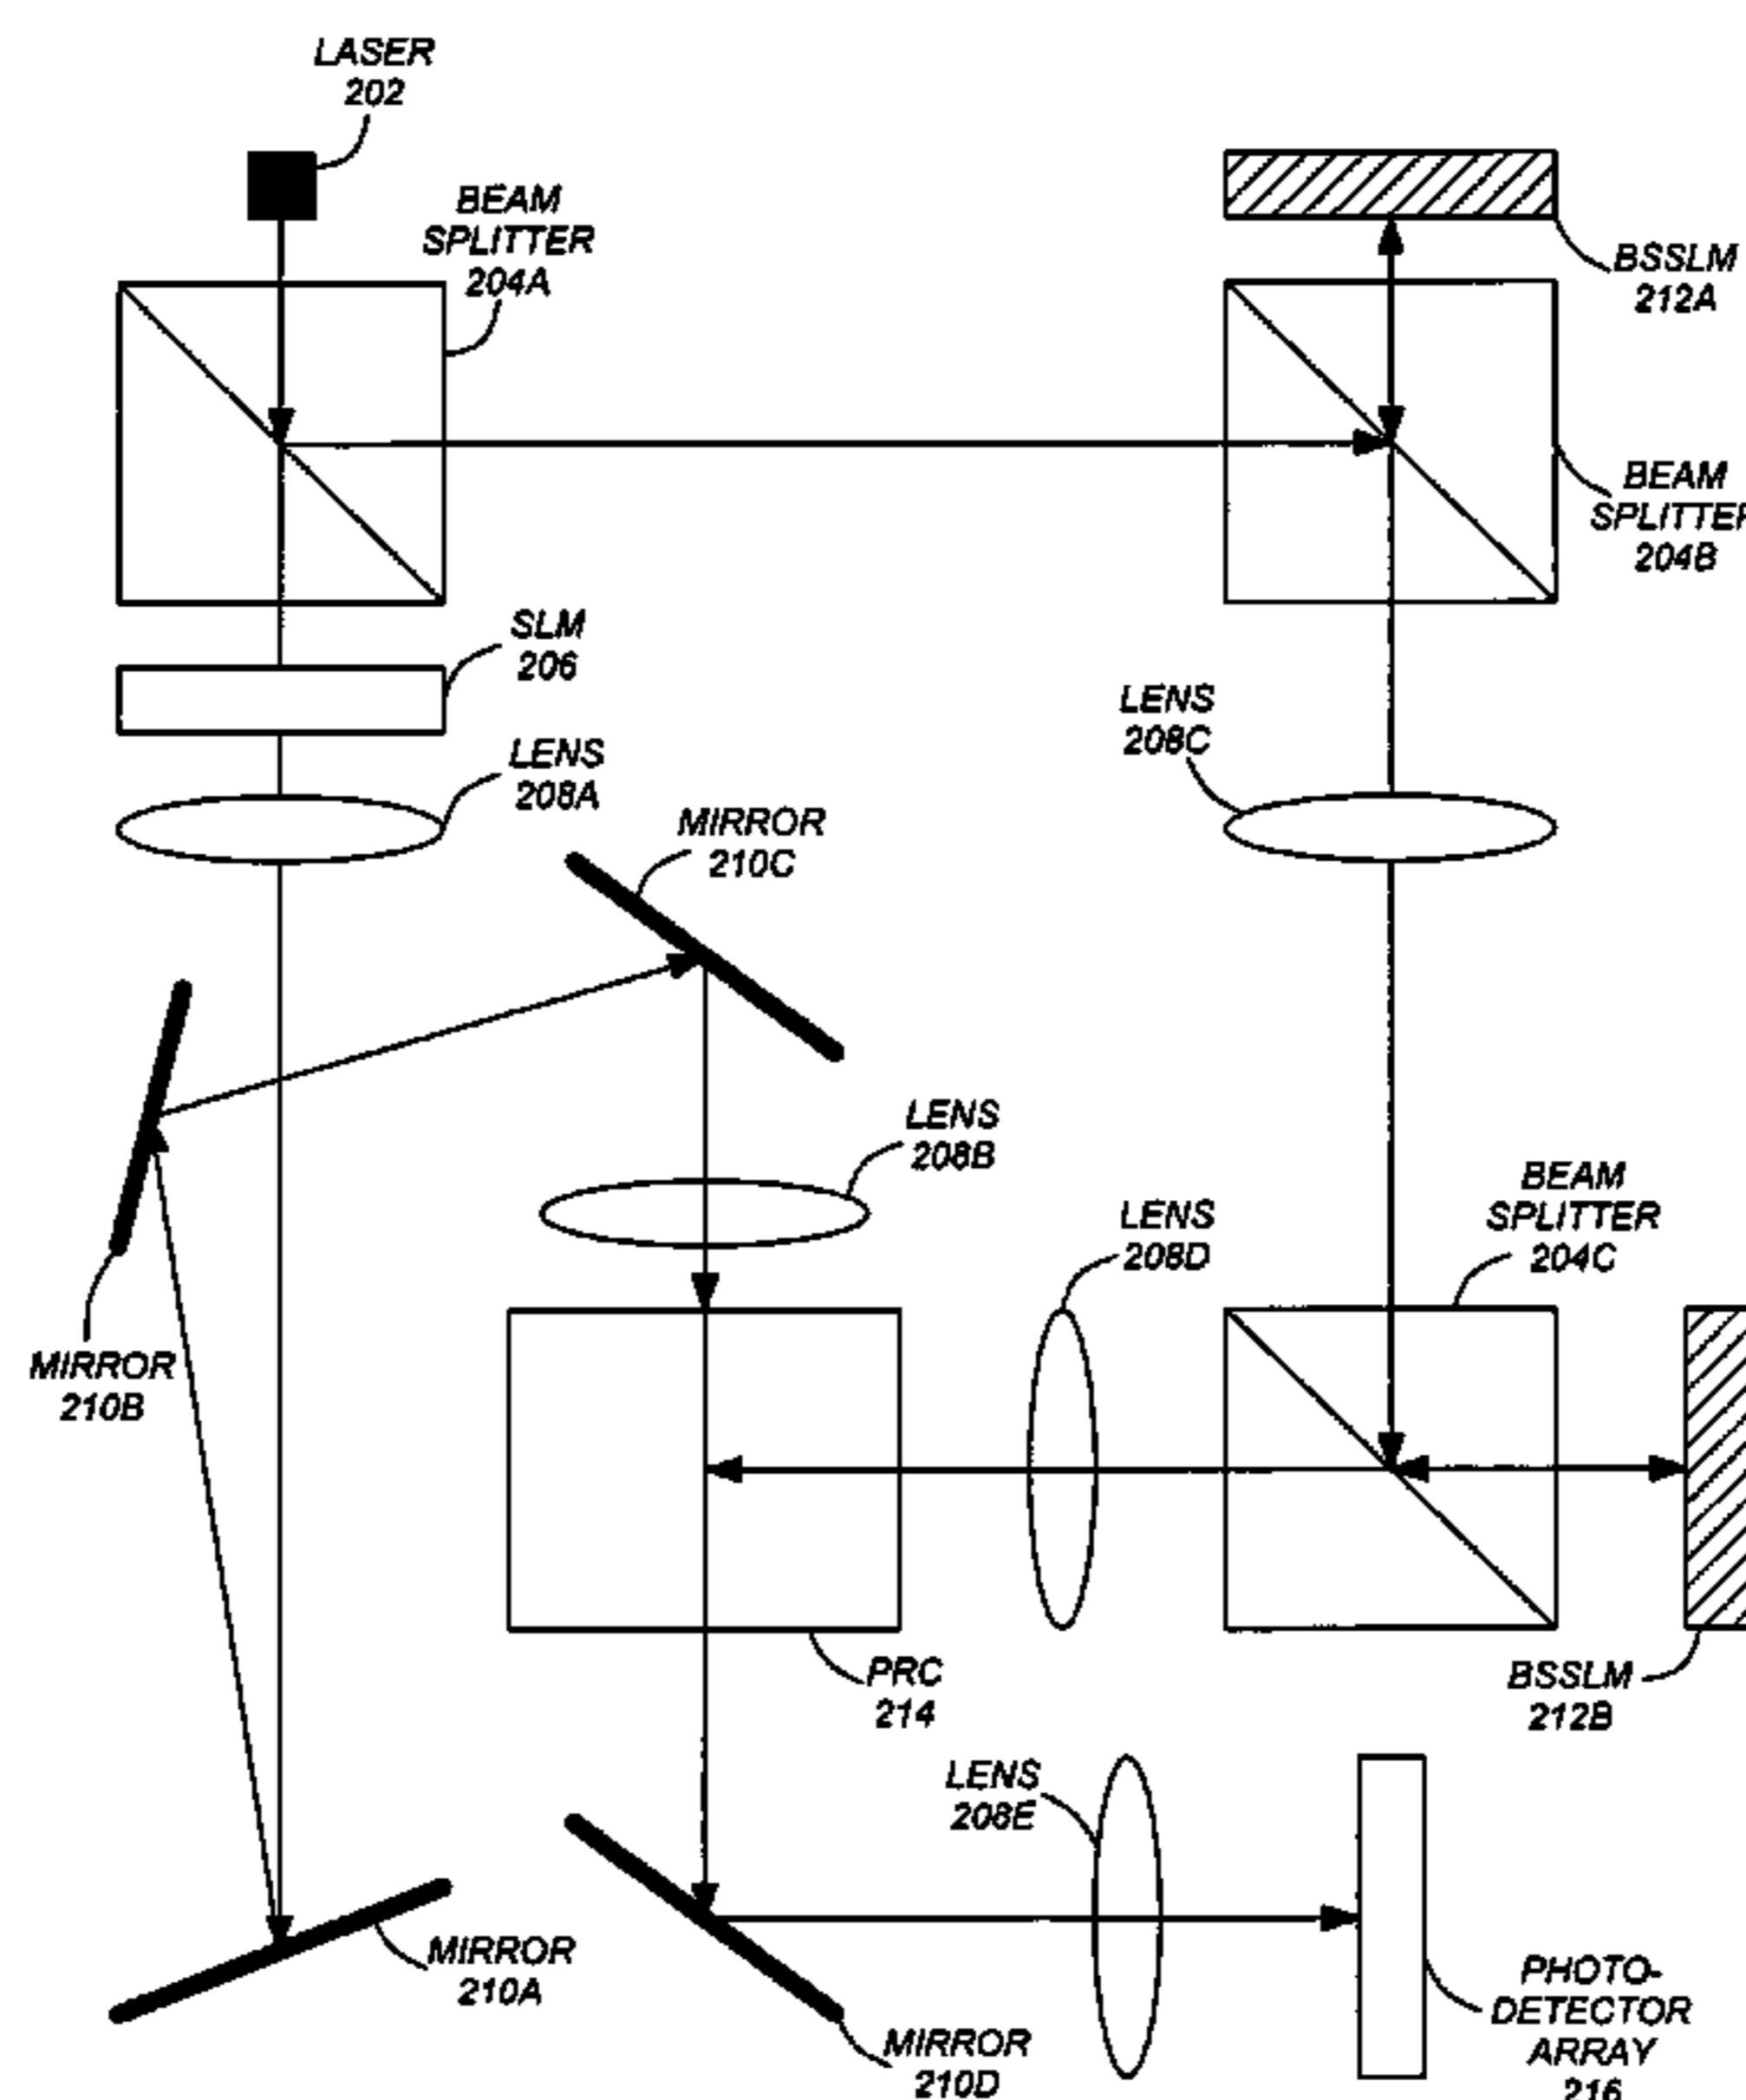 LASER
202
BEAM
SPLITTER
204A
BSSLM
212A
BEAM
SPLITTER
204B
SLM
206
LENS
208A
LENS
208C
MIRROR
210C
LENS
208B
LENS
208D
BEAM
SPLITTER
204C
MIRROR
210B
PRC
214
BSSLM
212B
LENS
208E
MIRROR
210A
MIRROR
210D
PHOTO-
DETECTOR
ARRAY
216